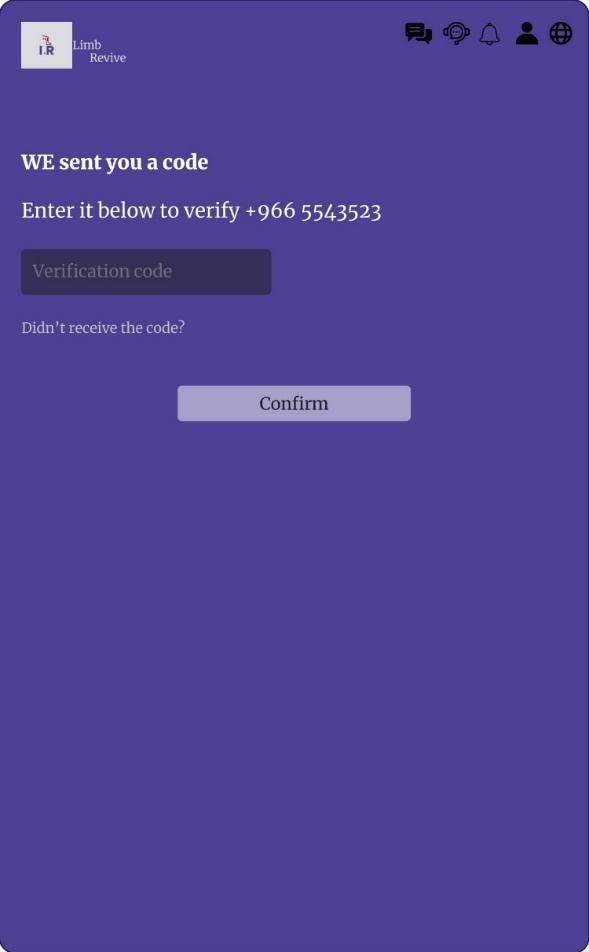 Limb
Revive
WE sent you a code
Enter it below to verify +966 5543523
Verification code
Didn't receive the code?
Confirm